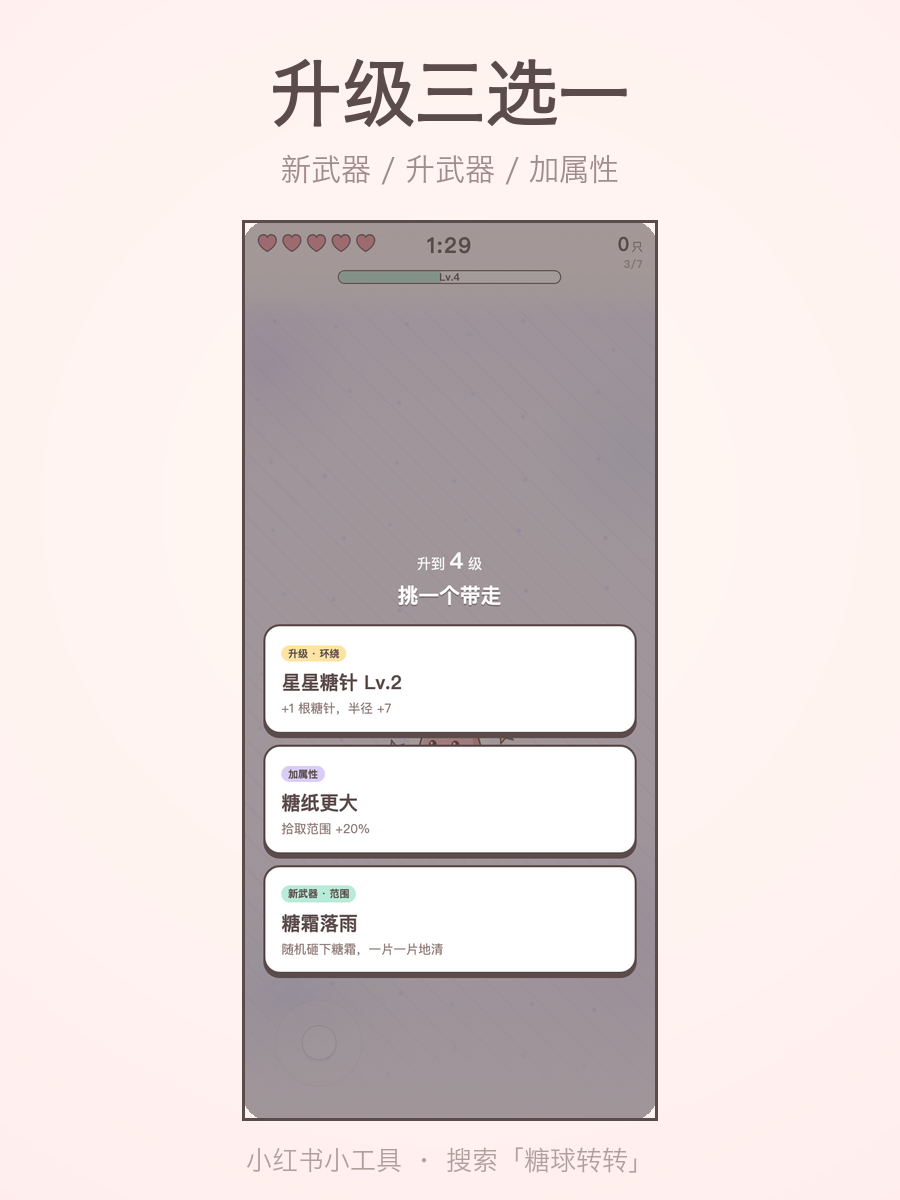 升级三选一
新武器 / 升武器 / 加属性
1:29
0只
3/7
Lv.4
升到 4 级
挑一个带走
升级 · 环绕
星星糖针 Lv.2
+1 根糖针，半径 +7
加属性
糖纸更大
拾取范围 +20%
新武器 · 范围
糖霜落雨
随机砸下糖霜，一片一片地清
小红书小工具 · 搜索「糖球转转」